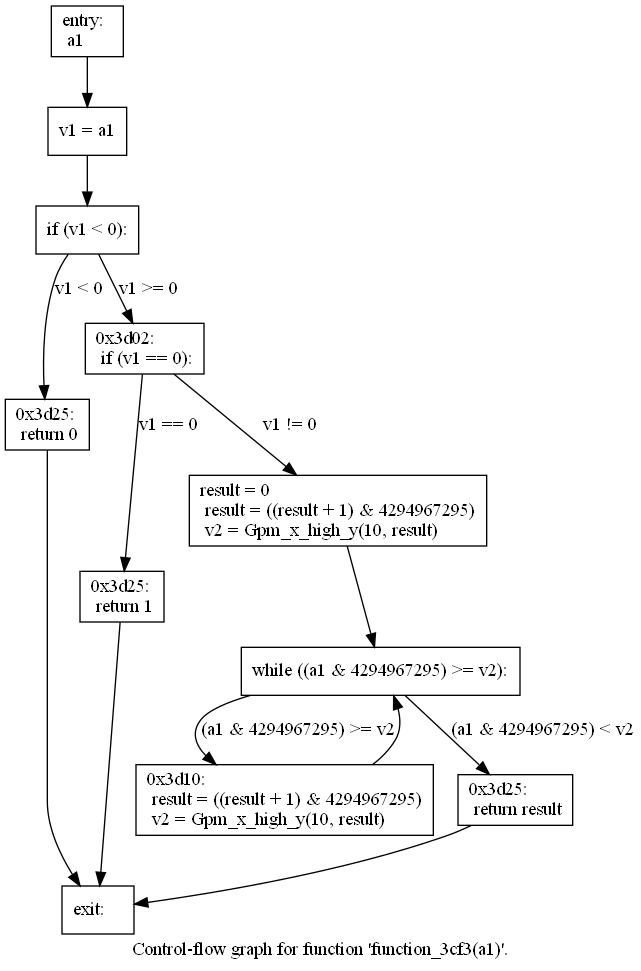 entry:
a1
v1 = a1
if (v1 < 0):
v1 < 0
v1 >= 0
0x3d02:
if (v1 == 0):
0x3d25:
return 0
v1 == 0
v1 != 0
result = 0
result = ((result + 1) & 4294967295)
v2 = Gpm_x_high_y(10, result)
0x3d25:
return 1
while ((a1 & 4294967295) >= v2):
(a1 & 4294967295) >= v2
(a1 & 4294967295) < v2
0x3d10:
result = ((result + 1) & 4294967295)
v2 = Gpm_x_high_y(10, result)
0x3d25:
return result
exit:
Control-flow graph for function 'function_3cf3(a1)'.